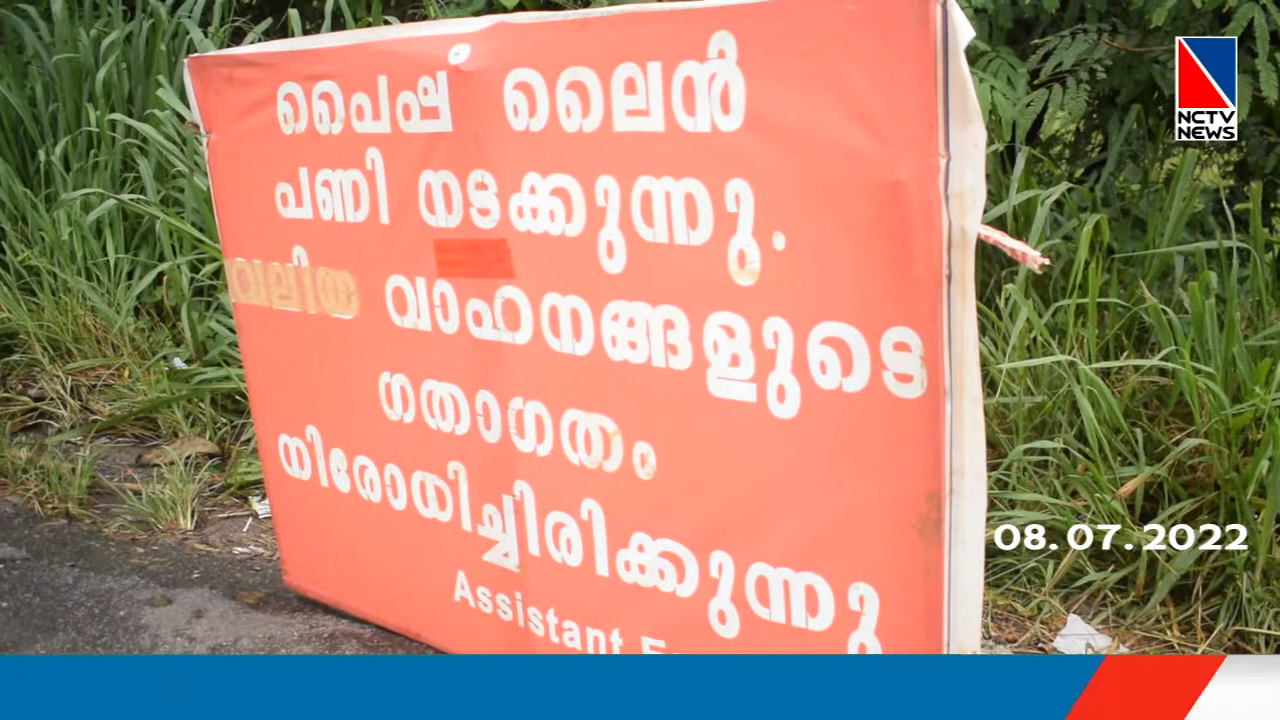 പൈപ്പ് ലൈൻ
പണി നടക്കുന്നു.
വലിയ വാഹനങ്ങളുടെ
ഗതാഗതം
നിരോധിച്ചിരിക്കുന്നു
Assistant
NCTV
NEWS
08.07.2022